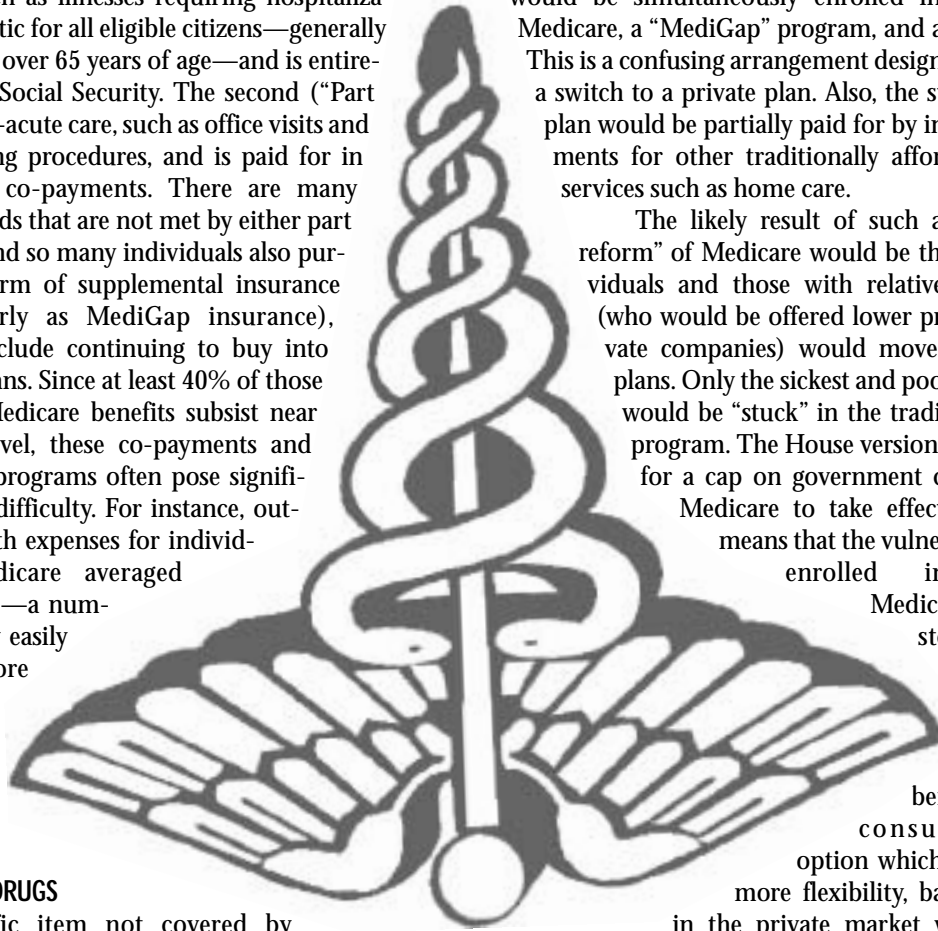 as illnesses requiring hospitaliza
tic for all eligible citizens—generally
over 65 years of age—and is entire-
Social Security. The second (“Part
-acute care, such as office visits and
ng procedures, and is paid for in
co-payments. There are many
ds that are not met by either part
nd so many individuals also pur-
rm of supplemental insurance
rly as MediGap insurance),
clude continuing to buy into
ans. Since at least 40% of those
Medicare benefits subsist near
vel, these co-payments and
programs often pose signifi-
difficulty. For instance, out-
th expenses for individ-
dicare averaged
—a num-
easily
ore
DRUGS
fic item not covered by
would be simultaneously enrolled in
Medicare, a “MediGap” program, and a
This is a confusing arrangement design
a switch to a private plan. Also, the s
plan would be partially paid for by in
ments for other traditionally affor
services such as home care.
The likely result of such a
reform” of Medicare would be th
viduals and those with relative
(who would be offered lower pr
vate companies) would move
plans. Only the sickest and poo
would be “stuck” in the tradi
program. The House version
for a cap on government
Medicare to take effec
means that the vulne
enrolled in
Medic
st
be
consu
option which
more flexibility, ba
in the private market